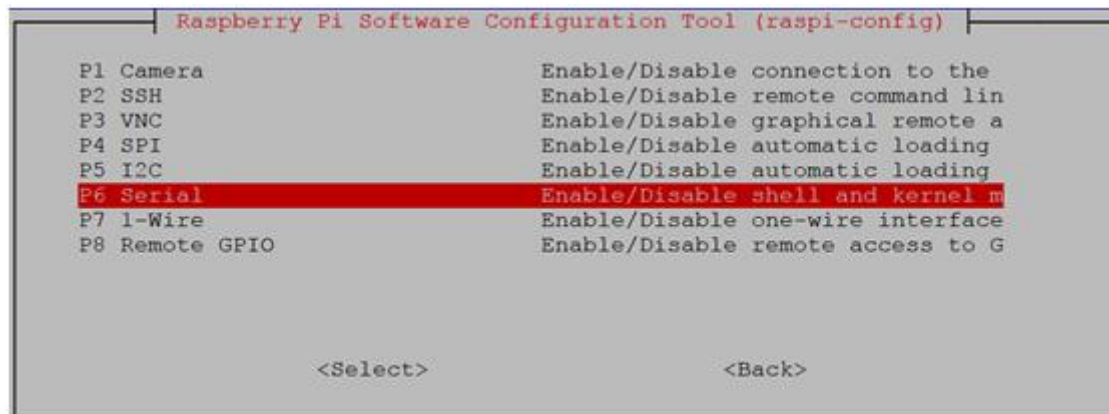 Raspberry Pi Software Configuration Tool (raspi-config)
P1 Camera Enable/Disable connection to the
P2 SSH Enable/Disable remote command lin
P3 VNC Enable/Disable graphical remote a
P4 SPI Enable/Disable automatic loading
P5 I2C Enable/Disable automatic loading
P6 Serial Enable/Disable shell and kernel m
P7 1-Wire Enable/Disable one-wire interface
P8 Remote GPIO Enable/Disable remote access to G
<Select> <Back>